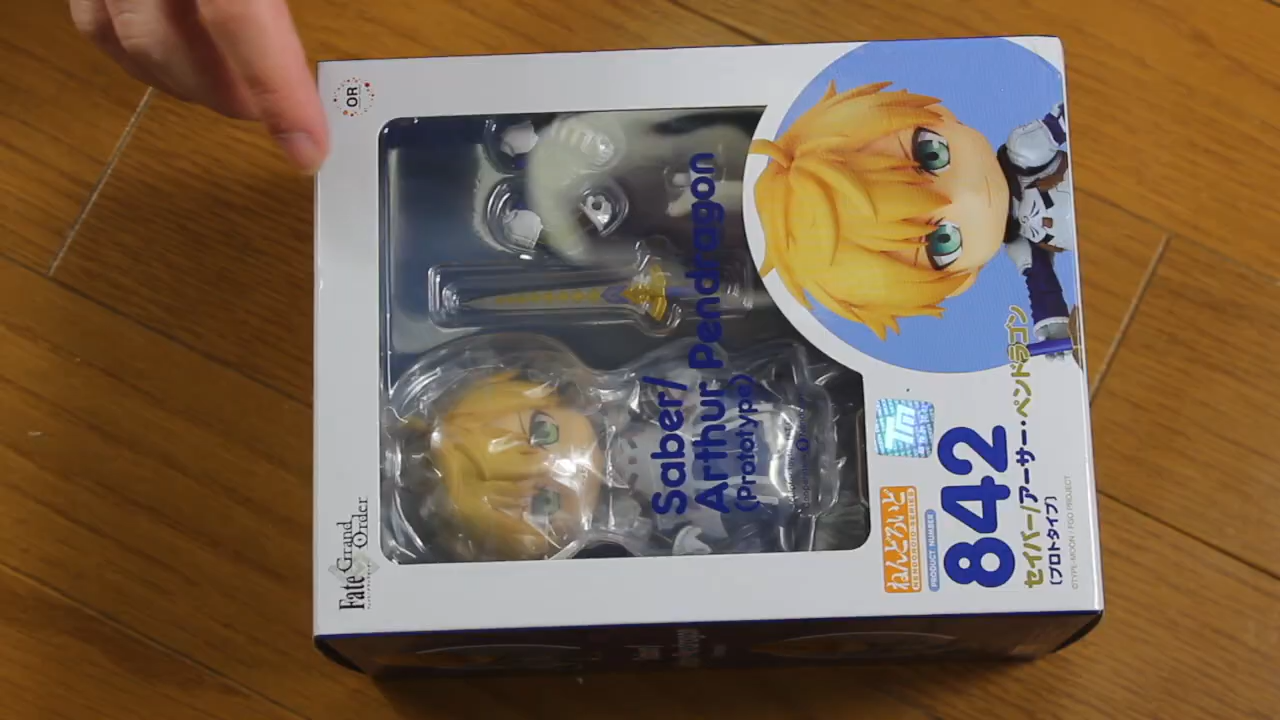 Fate
Grand
Order
OR
Saber/
Arthur Pendragon
(Prototype)
ねんどろいど
NENDOROID SERIES
PRODUCT NUMBER
842
セイバー/アーサー・ペンドラゴン
〔プロトタイプ〕
©TYPE-MOON / FGO PROJECT